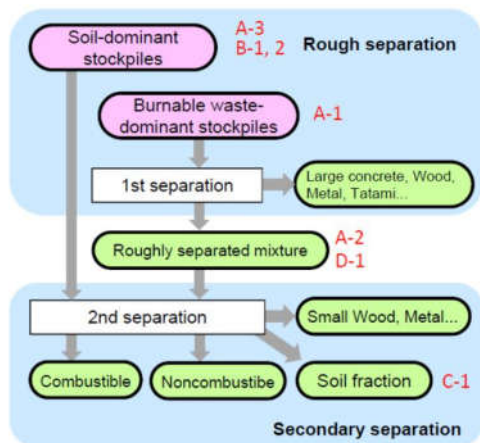 Soil-dominant
stockpiles
A-3
B-1, 2
Rough separation
Burnable waste-
dominant stockpiles
A-1
1st separation
Large concrete, Wood,
Metal, Tatami...
Roughly separated mixture
A-2
D-1
2nd separation
Small Wood, Metal...
Combustible
Noncombustibe
Soil fraction
C-1
Secondary separation